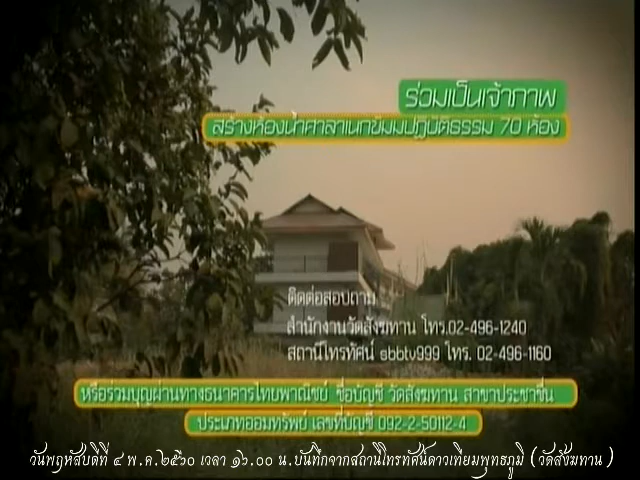 ร่วมเป็นเจ้าภาพ
สร้างห้องน้ำศาลาเนกขัมมปฏิบัติธรรม 70 ห้อง
ติดต่อสอบถาม
สำนักงานวัดสังฆทาน โทร.02-496-1240
สถานีโทรทัศน์ sbbtv999 โทร. 02-496-1160
หรือร่วมบุญผ่านทางธนาคารไทยพาณิชย์ ชื่อบัญชี วัดสังฆทาน สาขาประชาชื่น
ประเภทออมทรัพย์ เลขที่บัญชี 092-2-50112-4
วันพฤหัสบดีที่ ๔ พ.ค.๒๕๖๐ เวลา ๑๖.๐๐ น.บันทึกจากสถานีโทรทัศน์ดาวเทียมพุทธภูมิ (วัดสังฆทาน)